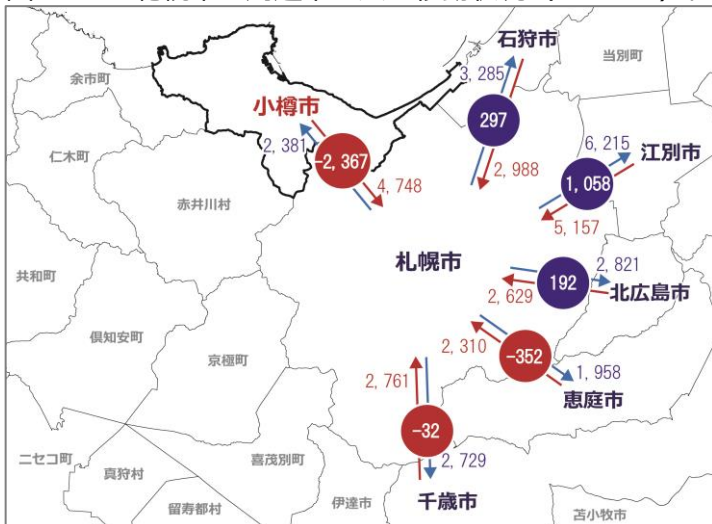 石狩市
当別町
余市町
3,285
小樽市
297
2,381
6,215
江別市
仁木町
-2,367
2,988
4,748
1,058
赤井川村
5,157
札幌市
2,821
共和町
192
北広島市
2,629
倶知安町
2,310
-352
京極町
1,958
2,761
恵庭市
-32
ニセコ町
喜茂別町
2,729
真狩村
千歳市
伊達市
留寿都村
苫小牧市